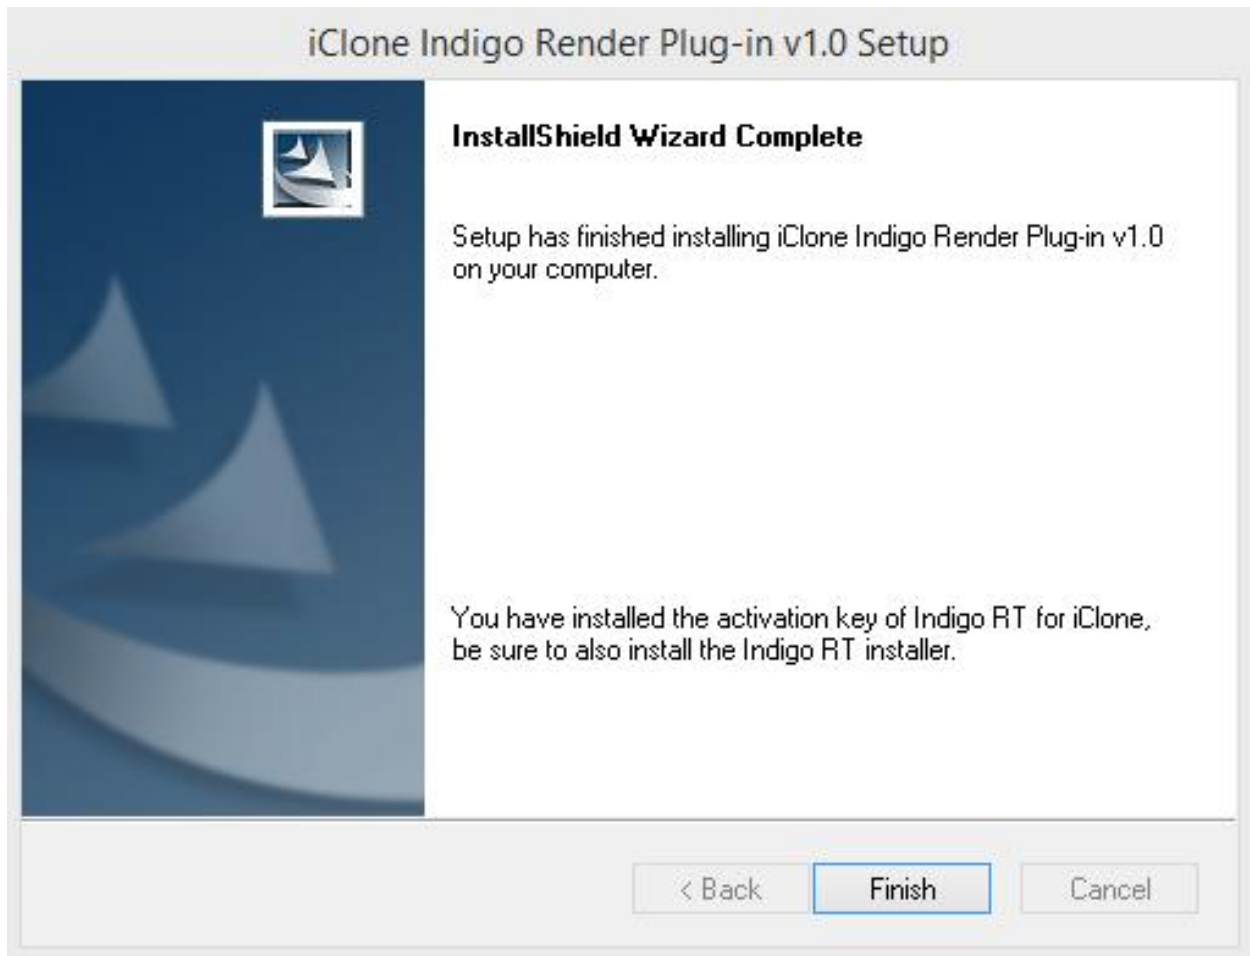 iClone Indigo Render Plug-in v1.0 Setup
InstallShield Wizard Complete
Setup has finished installing iClone Indigo Render Plug-in v1.0
on your computer.
You have installed the activation key of Indigo RT for iClone,
be sure to also install the Indigo RT installer.
< Back Finish Cancel